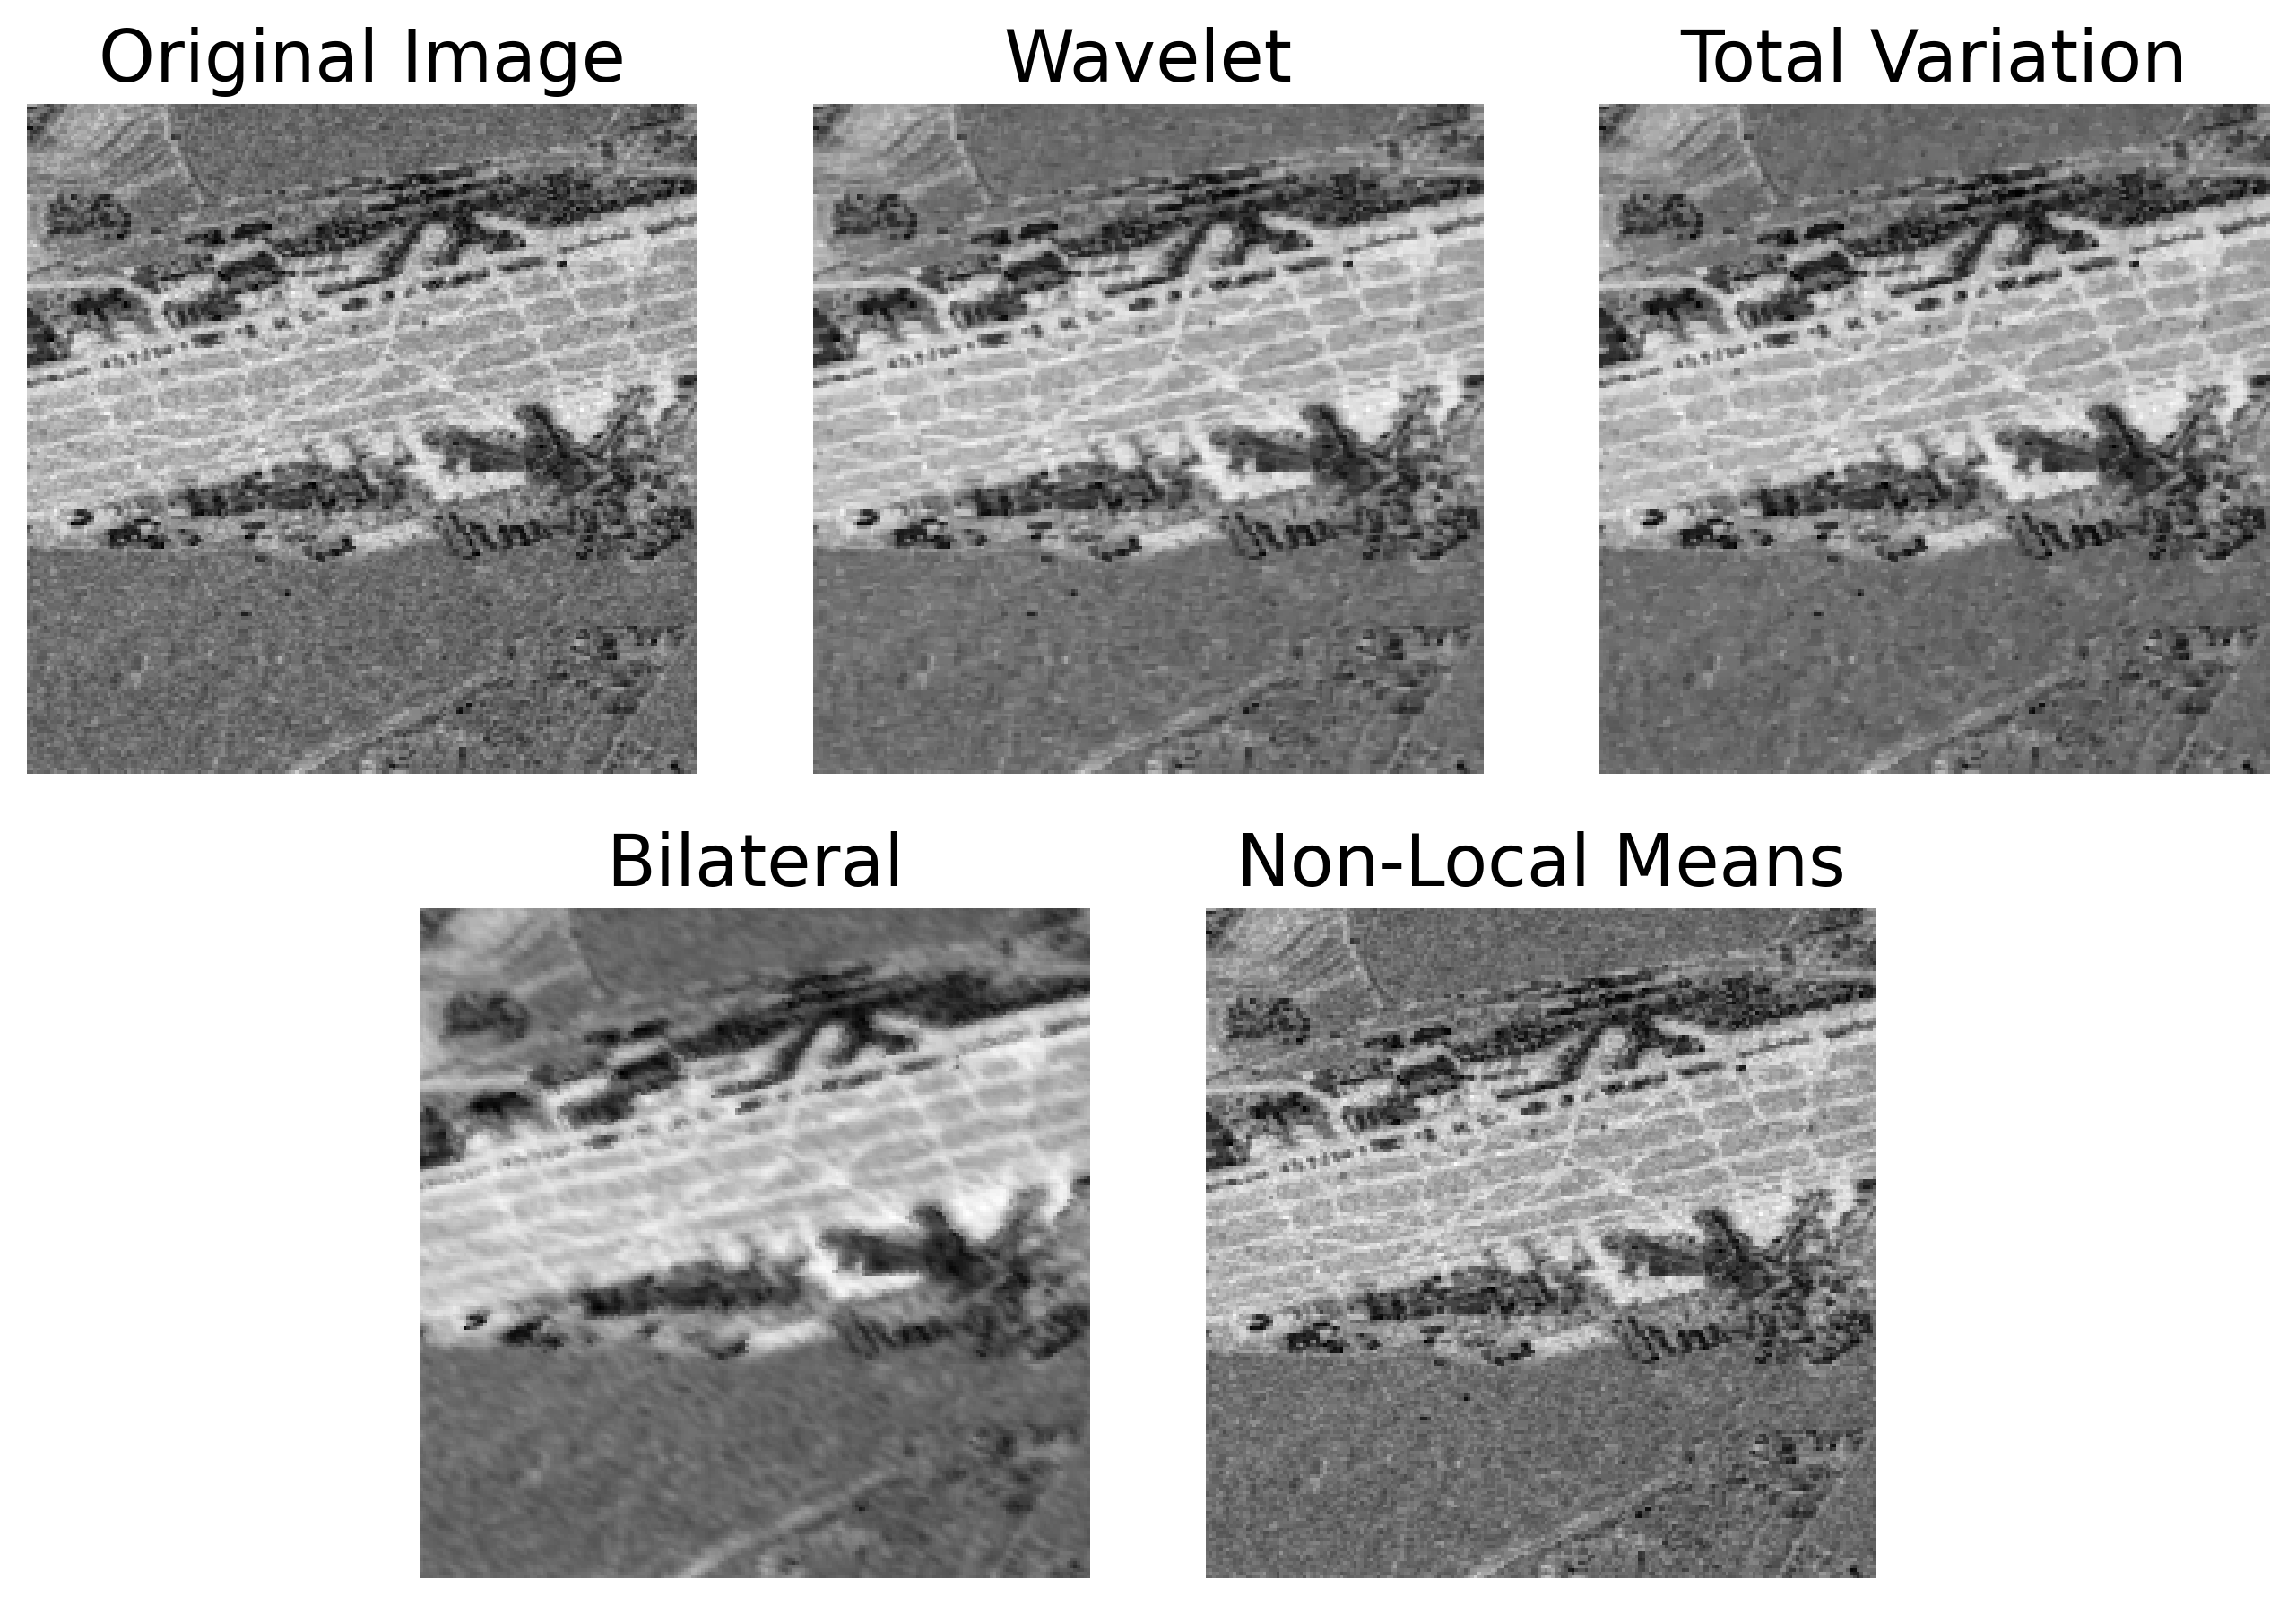 Original Image
Wavelet
Total Variation
Bilateral
Non-Local Means